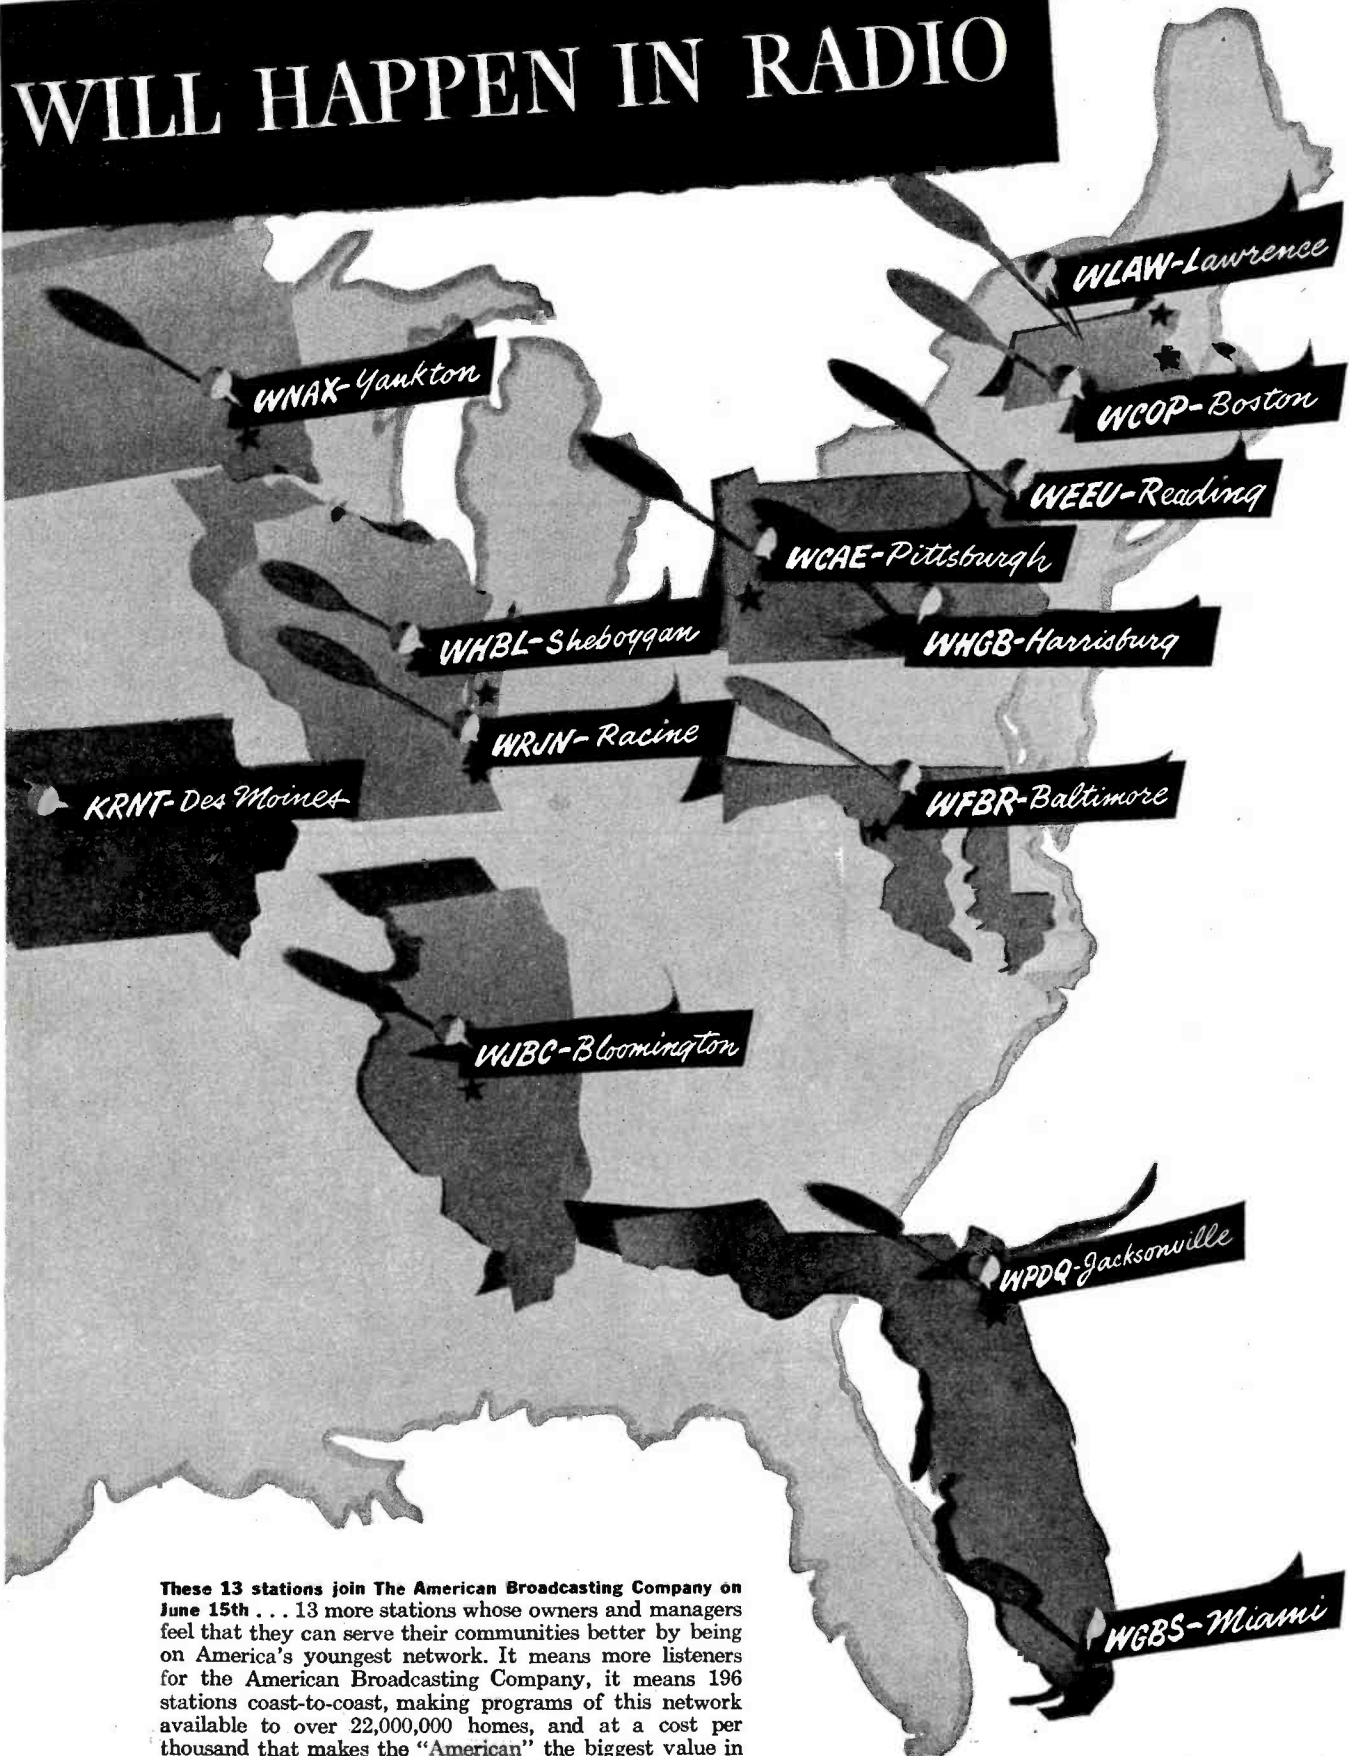 WILL HAPPEN IN RADIO
WLAW-Lawrence
WNAX-Yankton
WCOP-Boston
WEEU-Reading
WCAE-Pittsburgh
WHBL-Sheboygan
WHGB-Harrisburg
WRJN-Racine
KRNT-Des Moines
WFBR-Baltimore
WJBC-Bloomington
WPDQ-Jacksonville
WGBS-Miami
These 13 stations join The American Broadcasting Company on
June 15th . . . 13 more stations whose owners and managers
feel that they can serve their communities better by being
on America's youngest network. It means more listeners
for the American Broadcasting Company, it means 196
stations coast-to-coast, making programs of this network
available to over 22,000,000 homes, and at a cost per
thousand that makes the "American" the biggest value in